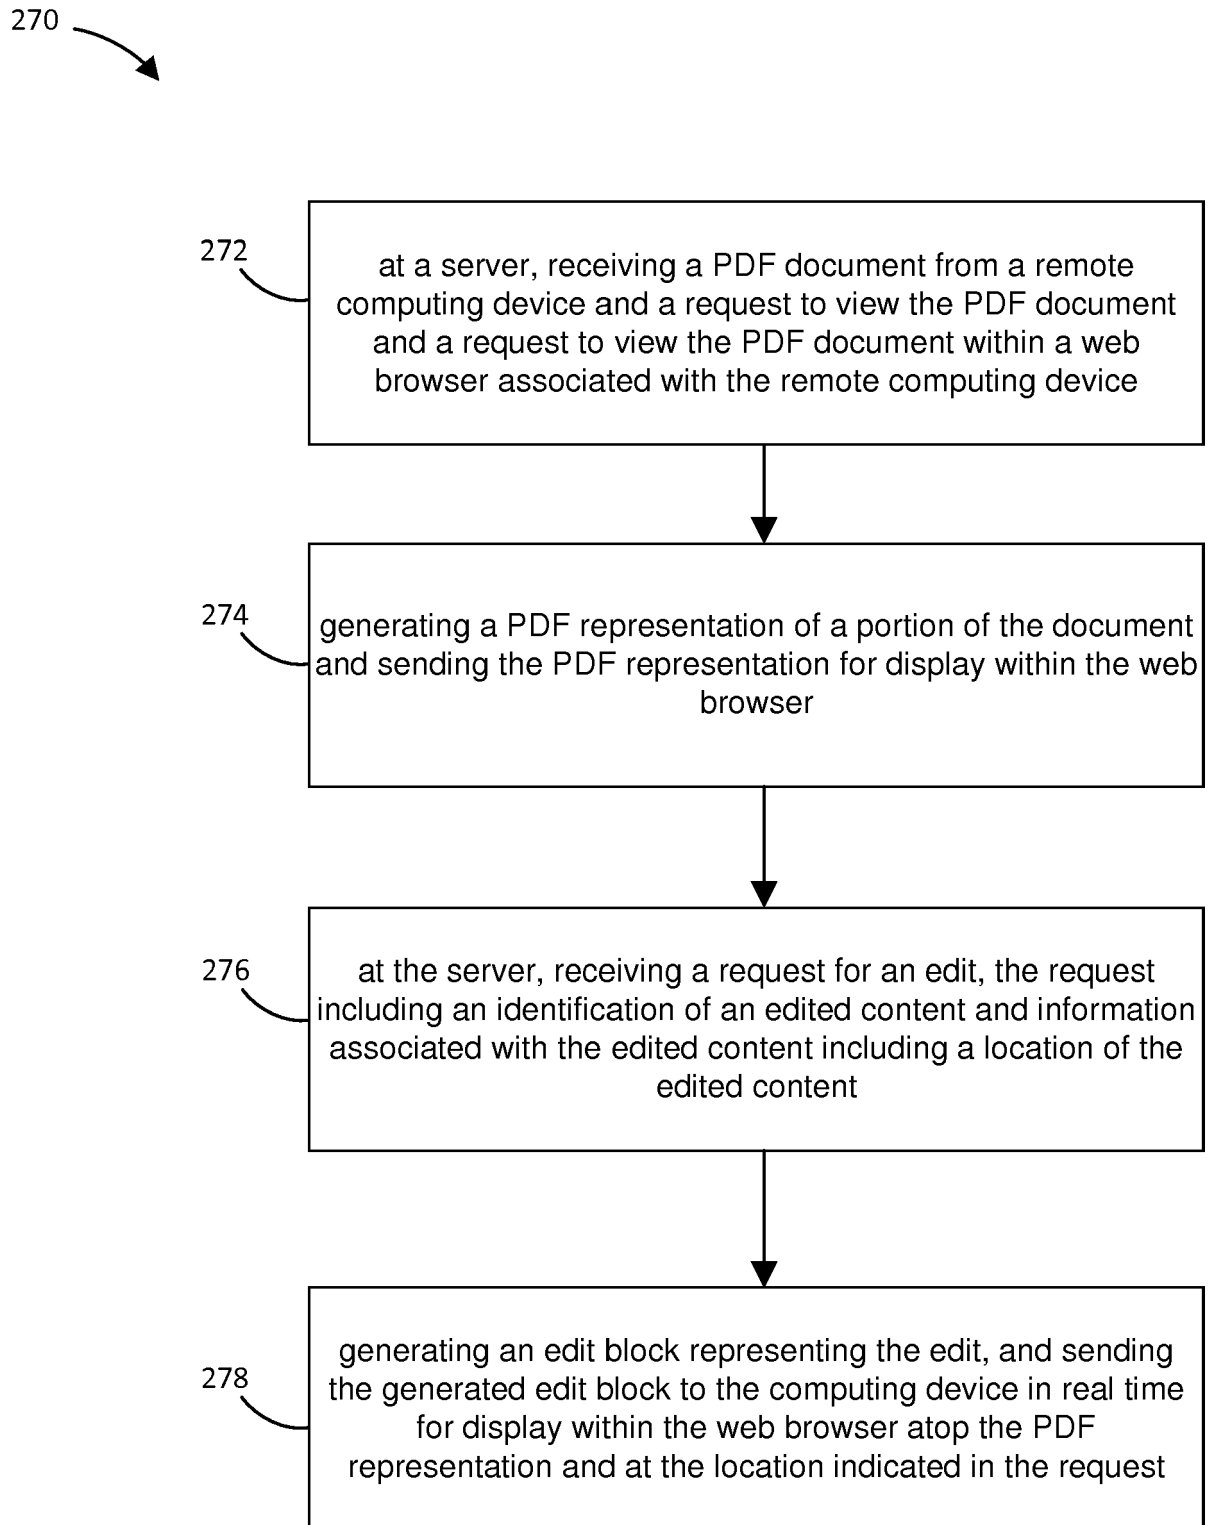 270
272
at a server, receiving a PDF document from a remote
computing device and a request to view the PDF document
and a request to view the PDF document within a web
browser associated with the remote computing device
274
generating a PDF representation of a portion of the document
and sending the PDF representation for display within the web
browser
276
at the server, receiving a request for an edit, the request
including an identification of an edited content and information
associated with the edited content including a location of the
edited content
278
generating an edit block representing the edit, and sending
the generated edit block to the computing device in real time
for display within the web browser atop the PDF
representation and at the location indicated in the request